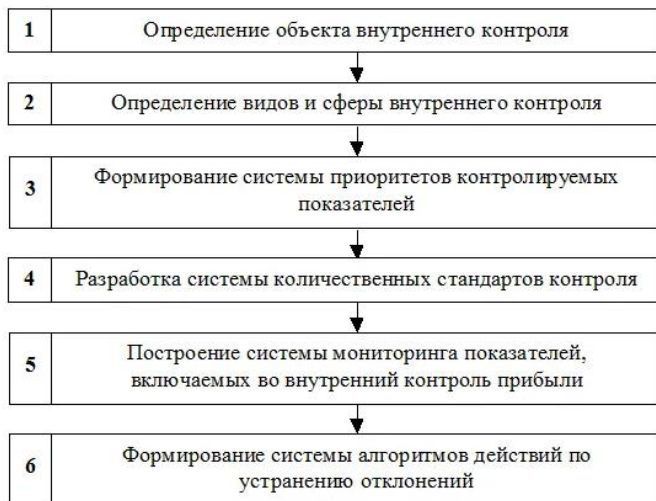 1 Определение объекта внутреннего контроля
2 Определение видов и сферы внутреннего контроля
3 Формирование системы приоритетов контролируемых
показателей
4 Разработка системы количественных стандартов контроля
5 Построение системы мониторинга показателей,
включаемых во внутренний контроль прибыли
6 Формирование системы алгоритмов действий по
устранению отклонений